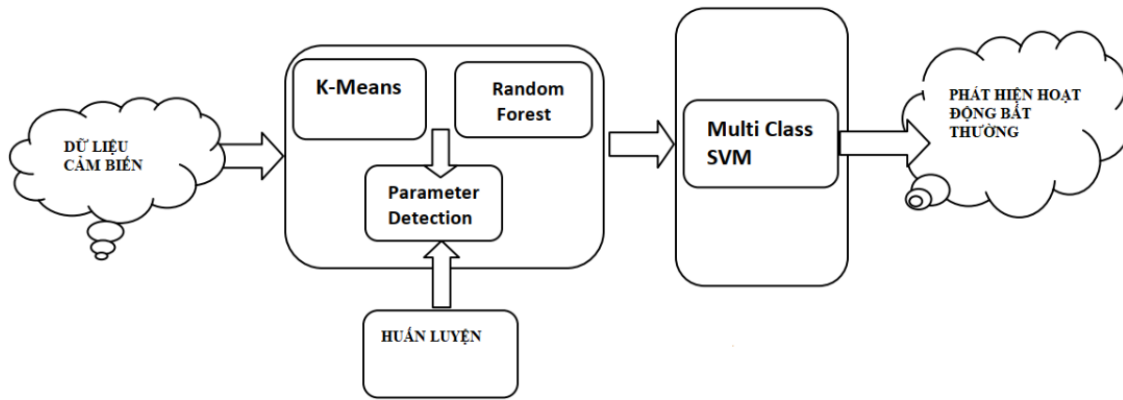 DỮ LIỆU
CẢM BIẾN
K-Means
Random
Forest
Parameter
Detection
HUẤN LUYỆN
Multi Class
SVM
PHÁT HIỆN HOẠT
ĐỘNG BẤT
THƯỜNG